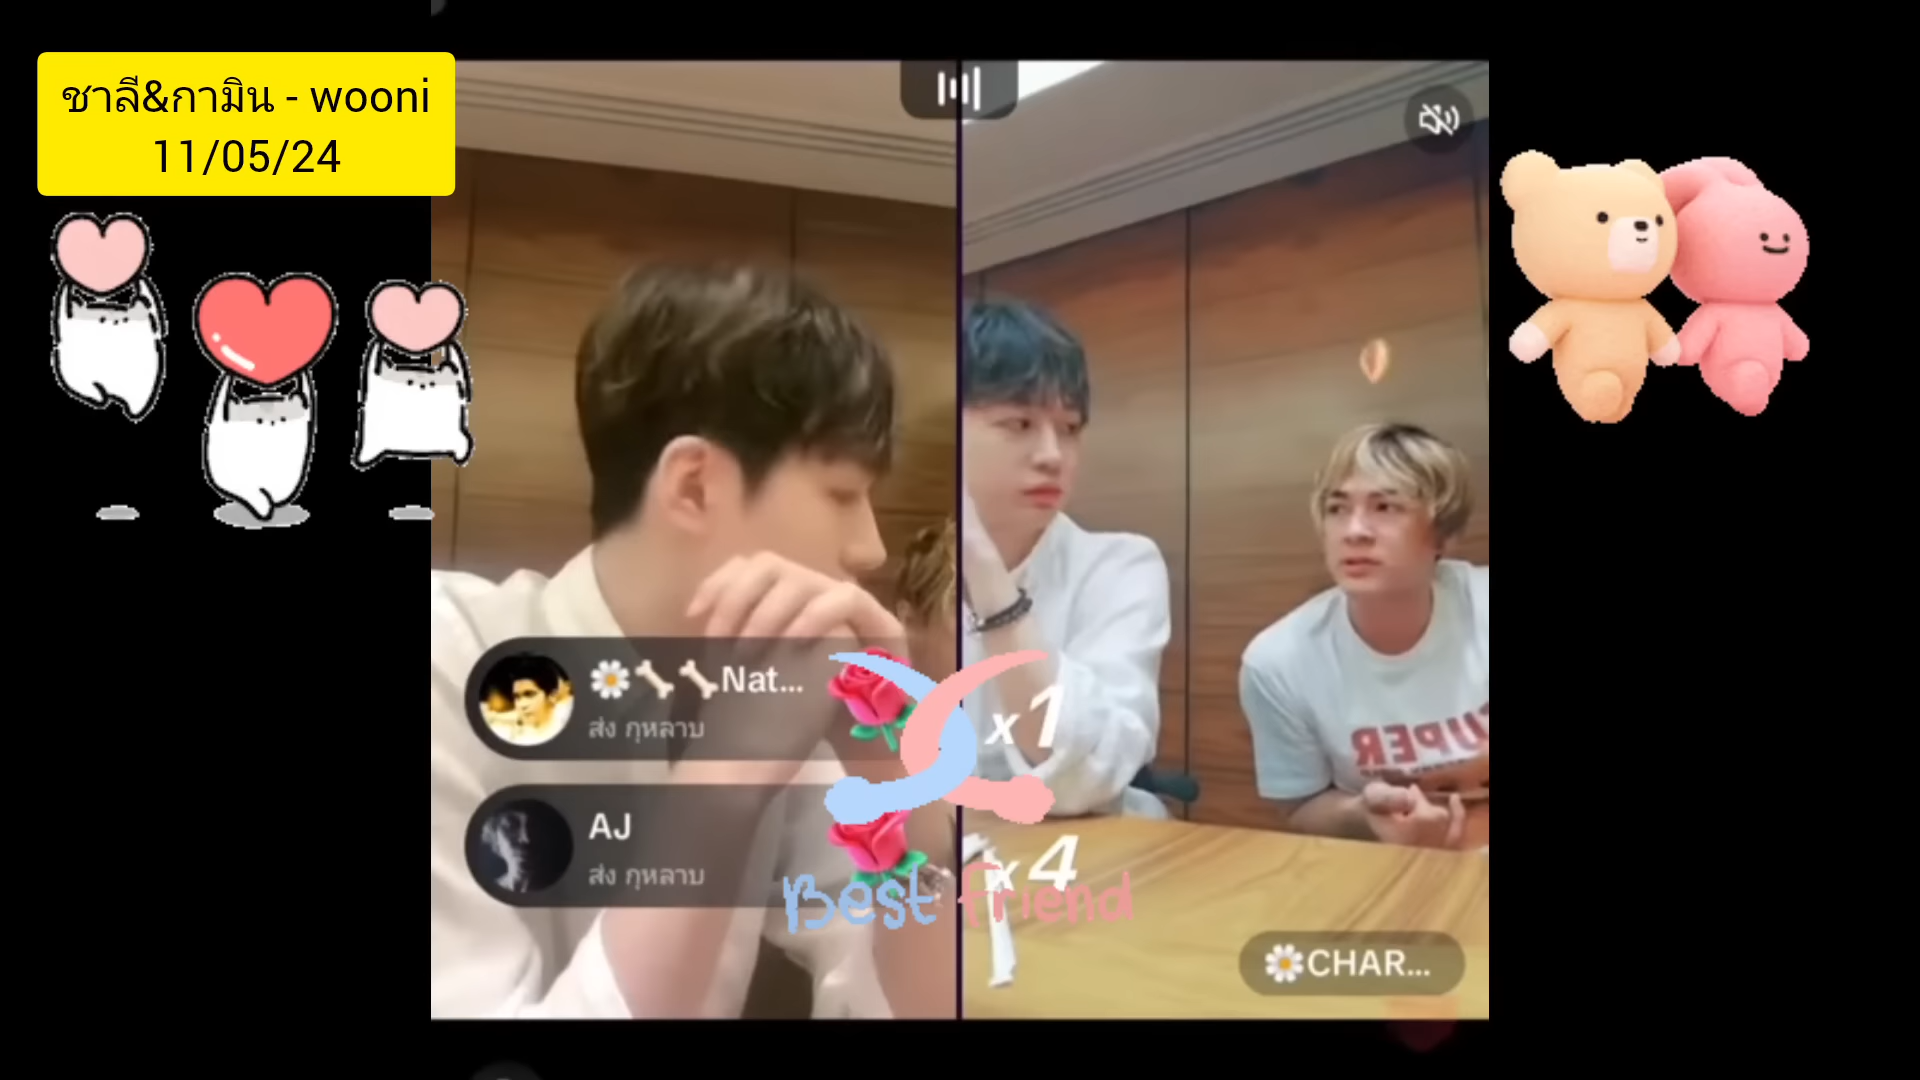 ชาลี&กามิน - wooni
11/05/24
🌼🦴🦴Nat...
ส่ง กุหลาบ
x1
AJ
ส่ง กุหลาบ
x4
Best friend
SUPER
🌼CHAR...